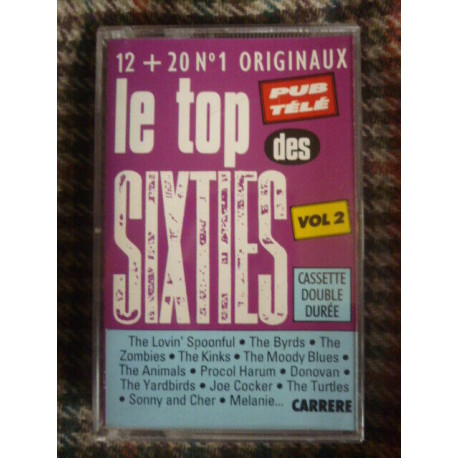 12 + 20 N°1 ORIGINAUX
le top
PUB
TÉLÉ
des
SIXTIES
VOL 2
CASSETTE
DOUBLE
DURÉE
The Lovin' Spoonful • The Byrds • The
Zombies • The Kinks • The Moody Blues •
The Animals • Procol Harum • Donovan •
The Yardbirds • Joe Cocker • The Turtles
• Sonny and Cher • Melanie... CARRERE